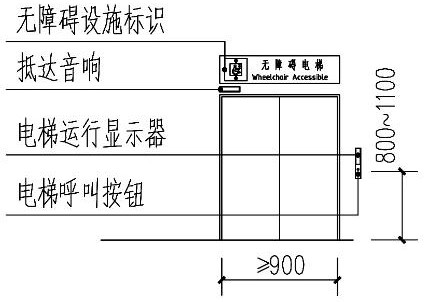 无障碍设施标识
无障碍电梯
Wheelchair Accessible
抵达音响
电梯运行显示器
800~1100
电梯呼叫按钮
≥900